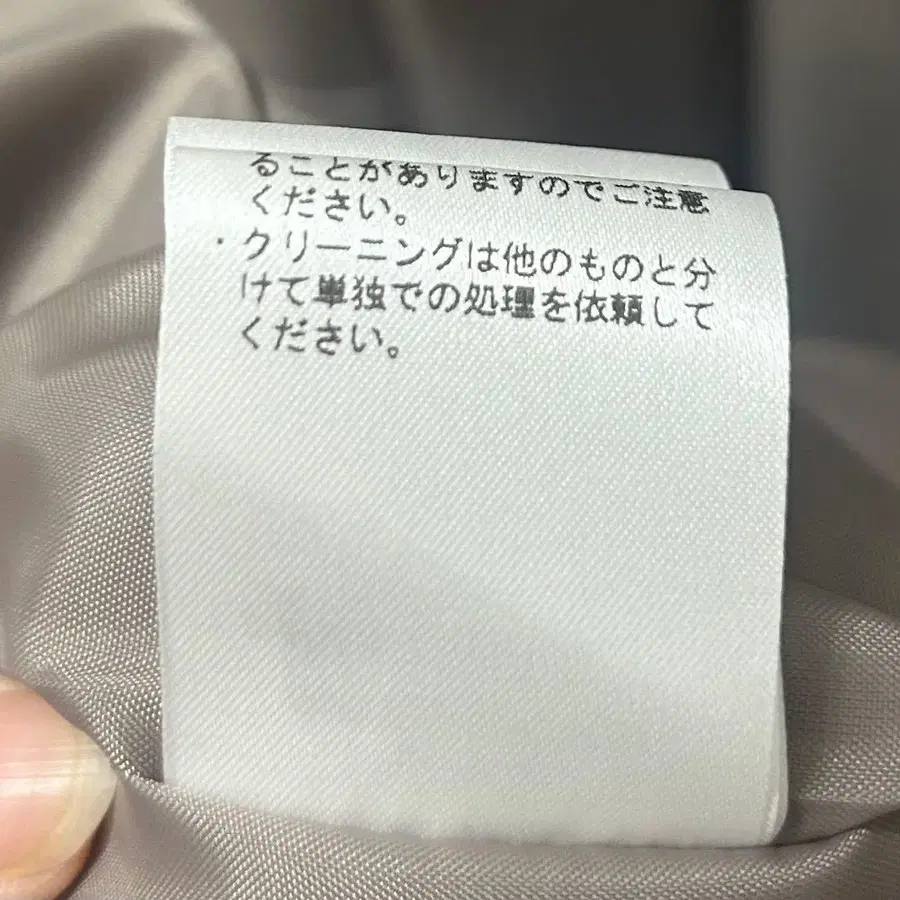 ることがありますのでご注意
ください。
・クリーニングは他のものと分
けて単独での処理を依頼して
ください。